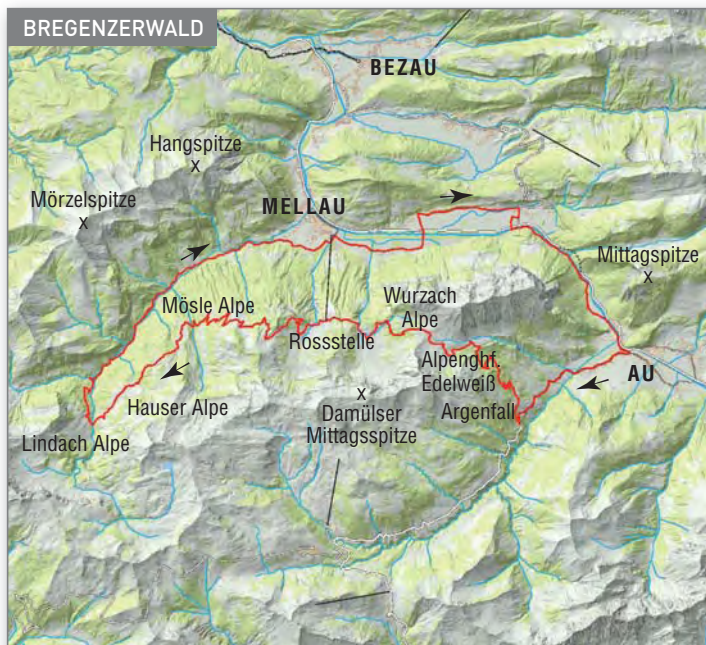 BREGENZERWALD
BEZAU
Hangspitze
x
Mörzelspitze
x
MELLAU
Mittagspitze
x
Mösle Alpe
Wurzach
Alpe
Rossstelle
Alpenghf.
Edelweiß
AU
x
Hauser Alpe
Damülser
Mittagsspitze
Argenfall
Lindach Alpe